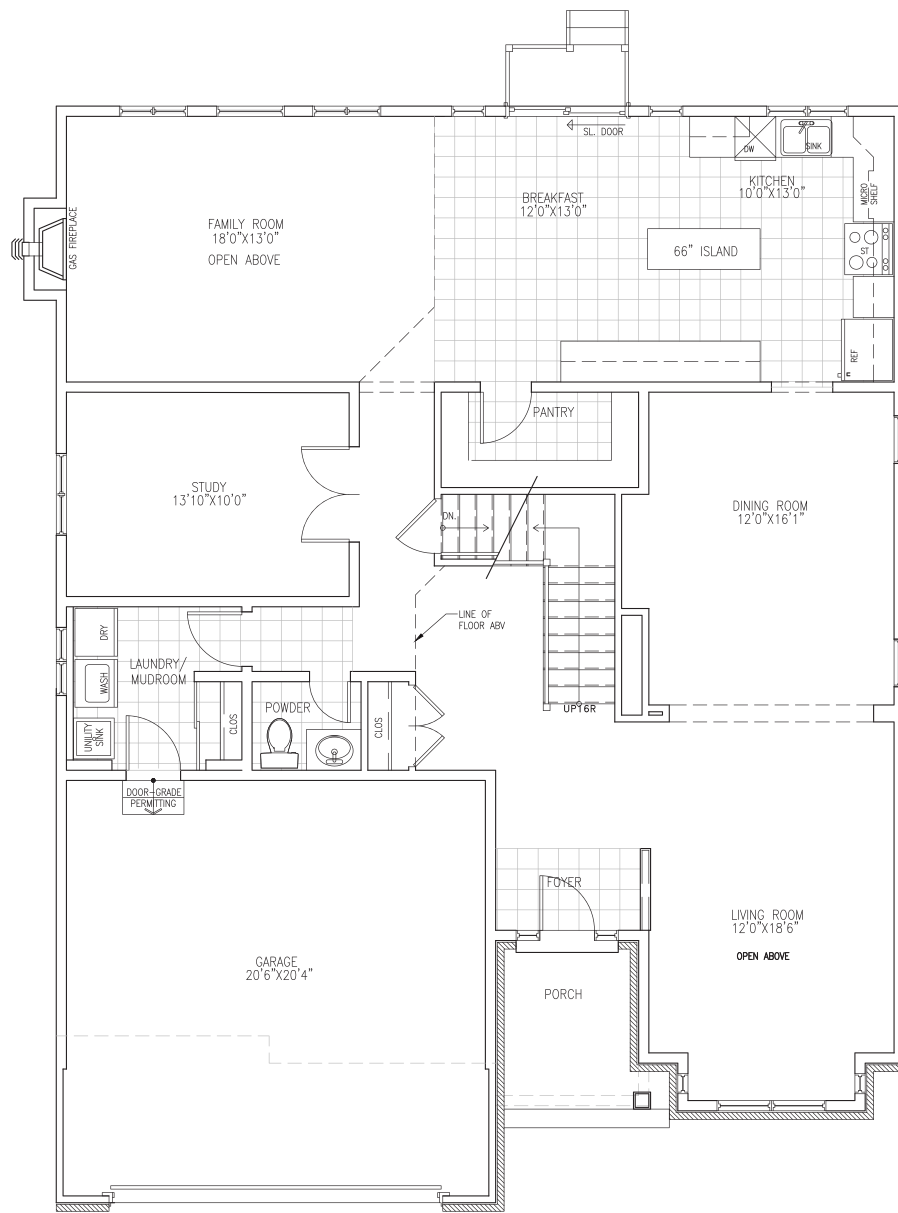 SL. DOOR
DW
SINK
KITCHEN
10'0"X13'0"
MICRO
SHELF
BREAKFAST
12'0"X13'0"
FAMILY ROOM
18'0"X13'0"
OPEN ABOVE
GAS FIREPLACE
66" ISLAND
ST
REF
PANTRY
STUDY
13'10"X10'0"
DN.
DINING ROOM
12'0"X16'1"
LINE OF
FLOOR ABV
DRY
WASH
LAUNDRY/
MUDROOM
UNILITY
SINK
CLOS
POWDER
CLOS
UP16R
DOOR-GRADE
PERMITTING
FOYER
LIVING ROOM
12'0"X18'6"
OPEN ABOVE
GARAGE
20'6"X20'4"
PORCH